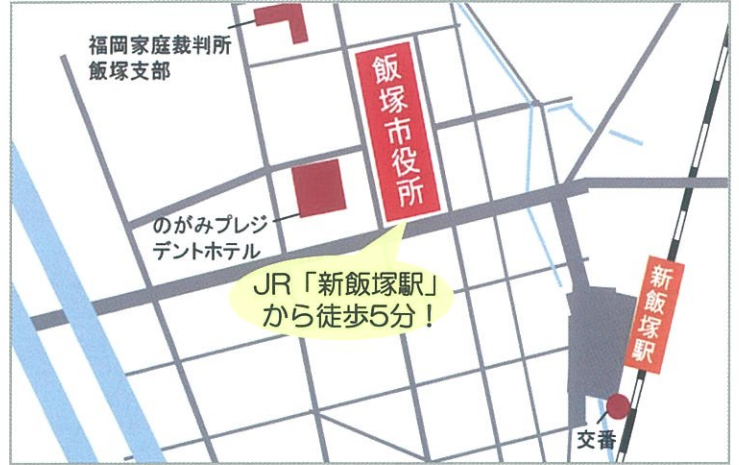 福岡家庭裁判所
飯塚支部
飯塚市役所
のがみプレジ
デントホテル
JR「新飯塚駅」
から徒歩5分！
新飯塚駅
交番